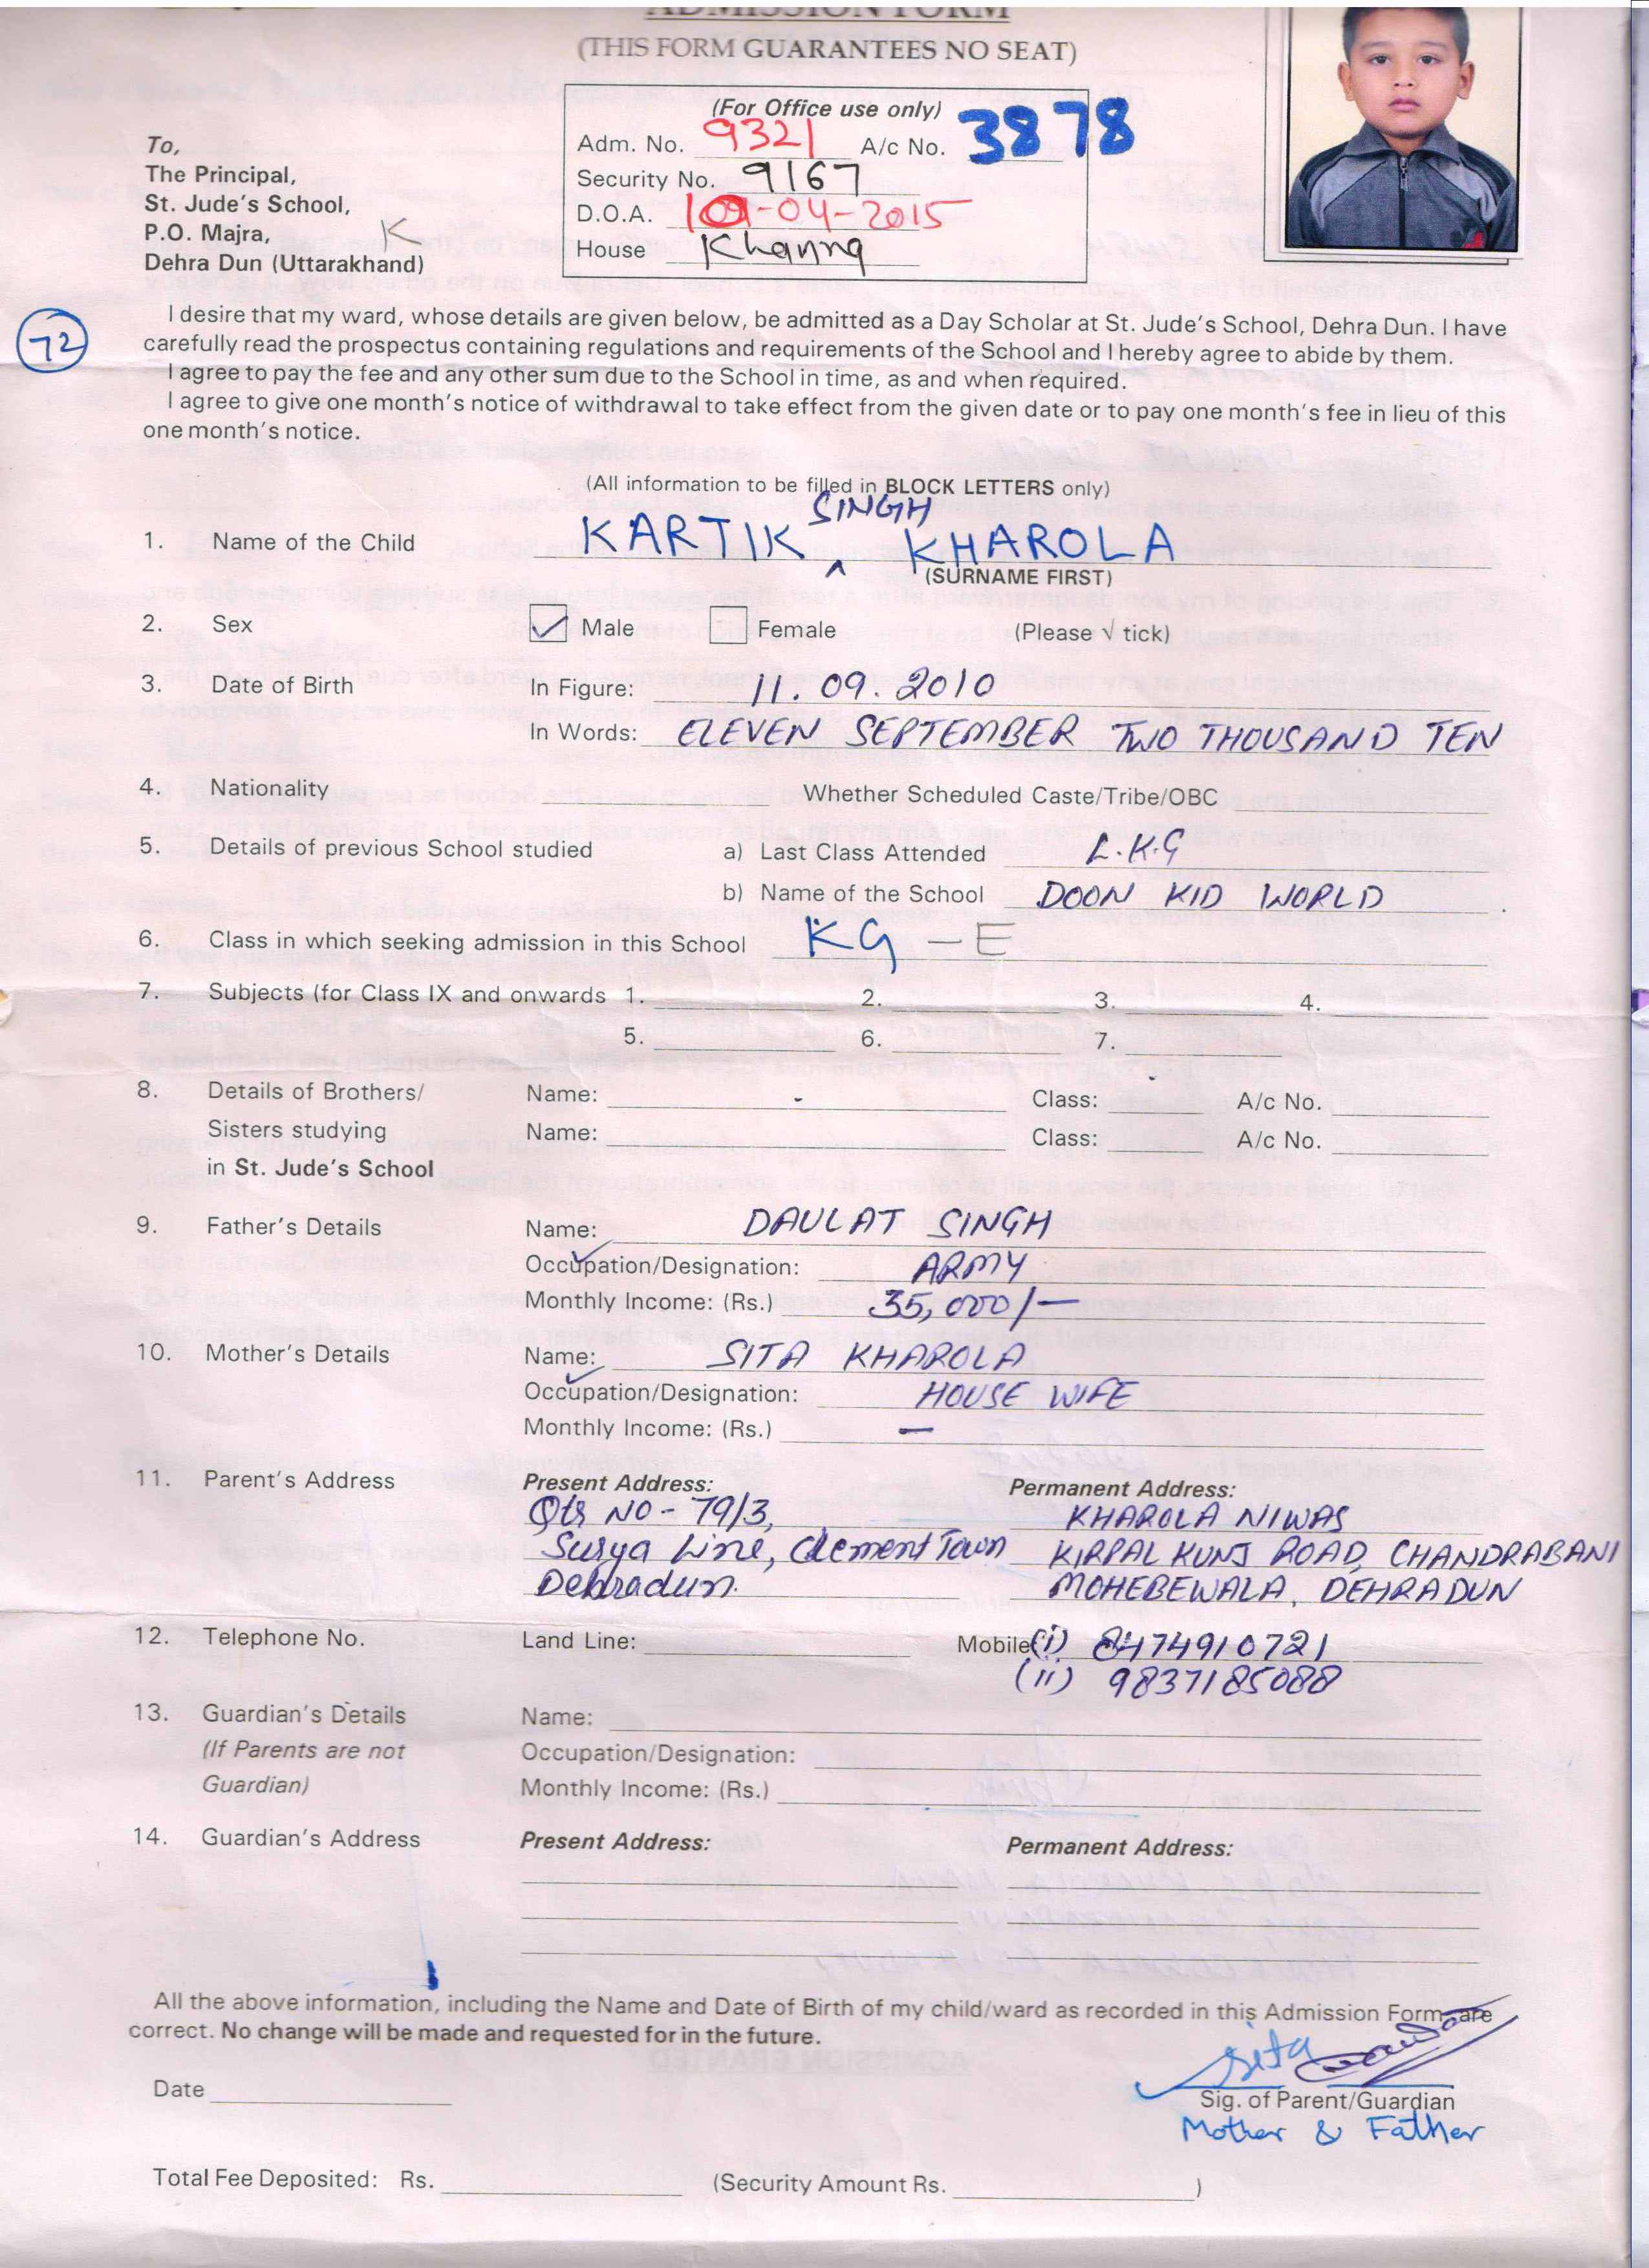 ADMISSION FORM
(THIS FORM GUARANTEES NO SEAT)
(For Office use only)
Adm. No. 9321 A/c No. 3878
Security No. 9167
D.O.A. 109-04-2015
House Khanna
To,
The Principal,
St. Jude's School,
P.O. Majra,
K
Dehra Dun (Uttarakhand)
72
I desire that my ward, whose details are given below, be admitted as a Day Scholar at St. Jude's School, Dehra Dun. I have
carefully read the prospectus containing regulations and requirements of the School and I hereby agree to abide by them.
I agree to pay the fee and any other sum due to the School in time, as and when required.
I agree to give one month's notice of withdrawal to take effect from the given date or to pay one month's fee in lieu of this
one month's notice.
(All information to be filled in BLOCK LETTERS only)
1. Name of the Child KARTIK SINGH KHAROLA
(SURNAME FIRST)
2. Sex Male Female (Please √ tick)
3. Date of Birth In Figure: 11.09.2010
In Words: ELEVEN SEPTEMBER TWO THOUSAND TEN
4. Nationality Whether Scheduled Caste/Tribe/OBC
5. Details of previous School studied a) Last Class Attended L.K.G
b) Name of the School DOON KID WORLD
6. Class in which seeking admission in this School KG - E
7. Subjects (for Class IX and onwards 1. 2. 3. 4.
5. 6. 7.
8. Details of Brothers/ Name: - Class: A/c No.
Sisters studying Name: Class: A/c No.
in St. Jude's School
9. Father's Details Name: DAULAT SINGH
Occupation/Designation: ARMY
Monthly Income: (Rs.) 35,000/-
10. Mother's Details Name: SITA KHAROLA
Occupation/Designation: HOUSE WIFE
Monthly Income: (Rs.) -
11. Parent's Address Present Address: Permanent Address:
Qts NO - 79/3, KHAROLA NIWAS
Surya Line, Clement Town KIRPAL KUNJ ROAD, CHANDRABANI
Dehradun. MOHEBEWALA, DEHRADUN
12. Telephone No. Land Line: Mobile (i) 8474910721
(ii) 9837185088
13. Guardian's Details Name:
(If Parents are not Occupation/Designation:
Guardian) Monthly Income: (Rs.)
14. Guardian's Address Present Address: Permanent Address:
All the above information, including the Name and Date of Birth of my child/ward as recorded in this Admission Form are
correct. No change will be made and requested for in the future.
Sita
Date Sig. of Parent/Guardian
Mother & Father
Total Fee Deposited: Rs. (Security Amount Rs. )